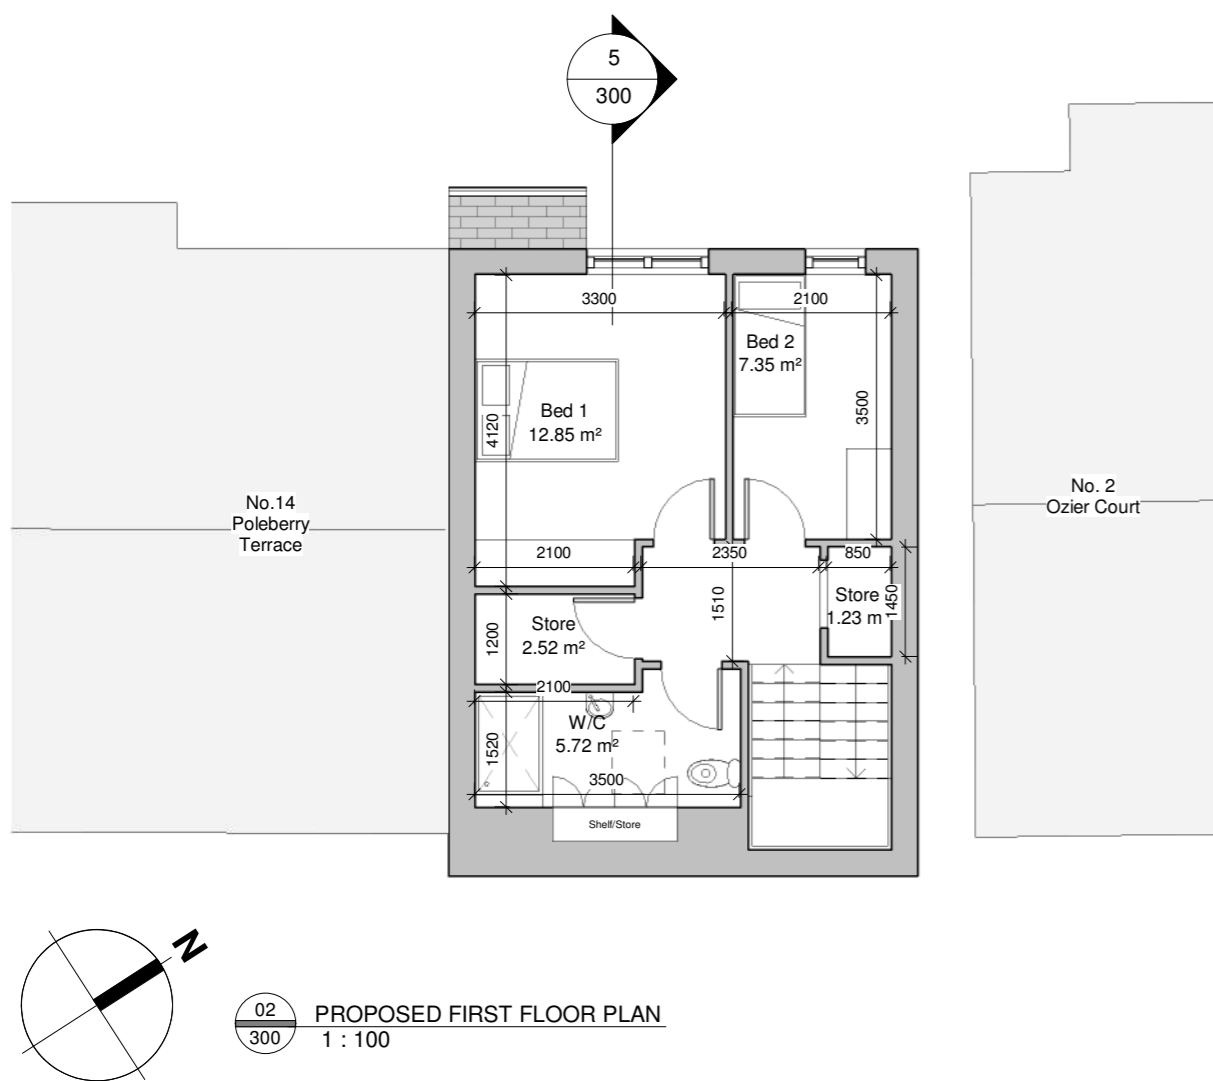 5
300
3300
2100
Bed 2
7.35 m²
Bed 1
12.85 m²
4120
3500
No.14
Poleberry
Terrace
No. 2
Ozier Court
2100
2350
850
1510
1450
Store
1.23 m
Store
2.52 m²
1200
2100
W/C
5.72 m²
1520
3500
Shelf/Store
N
02
300
PROPOSED FIRST FLOOR PLAN
1 : 100